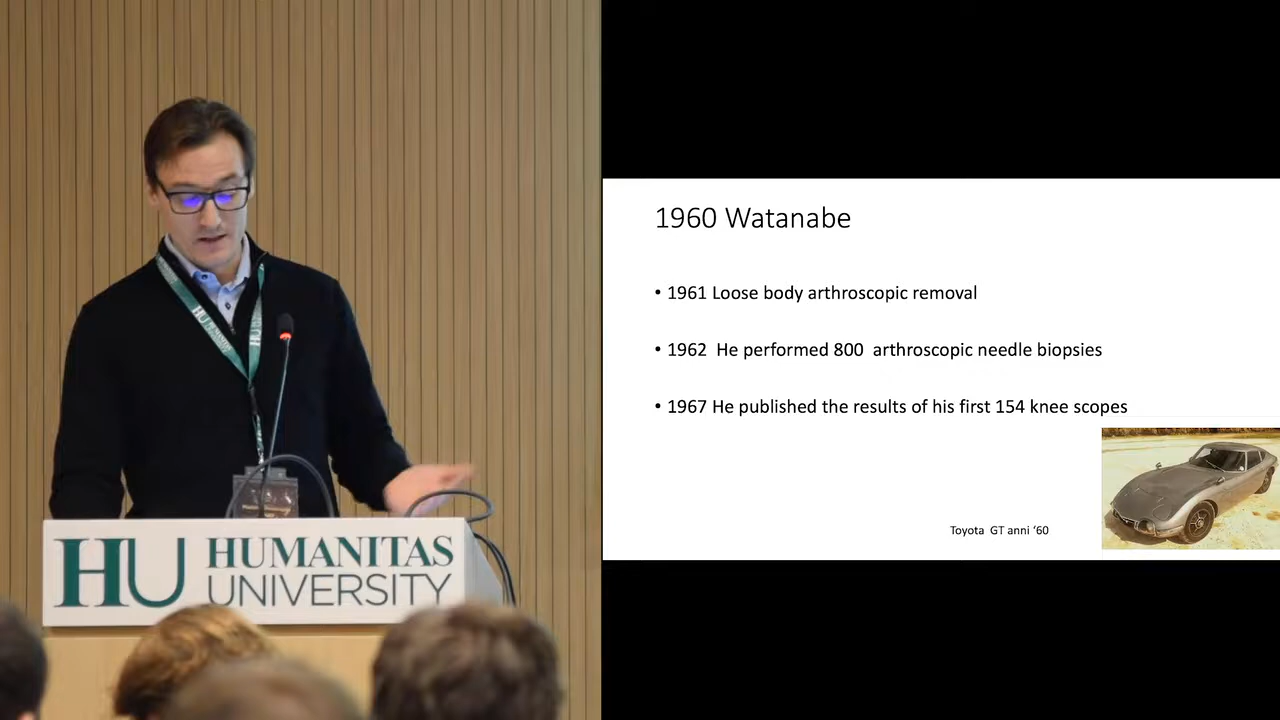 HU HUMANITAS
UNIVERSITY
1960 Watanabe
• 1961 Loose body arthroscopic removal
• 1962 He performed 800 arthroscopic needle biopsies
• 1967 He published the results of his first 154 knee scopes
Toyota GT anni ‘60